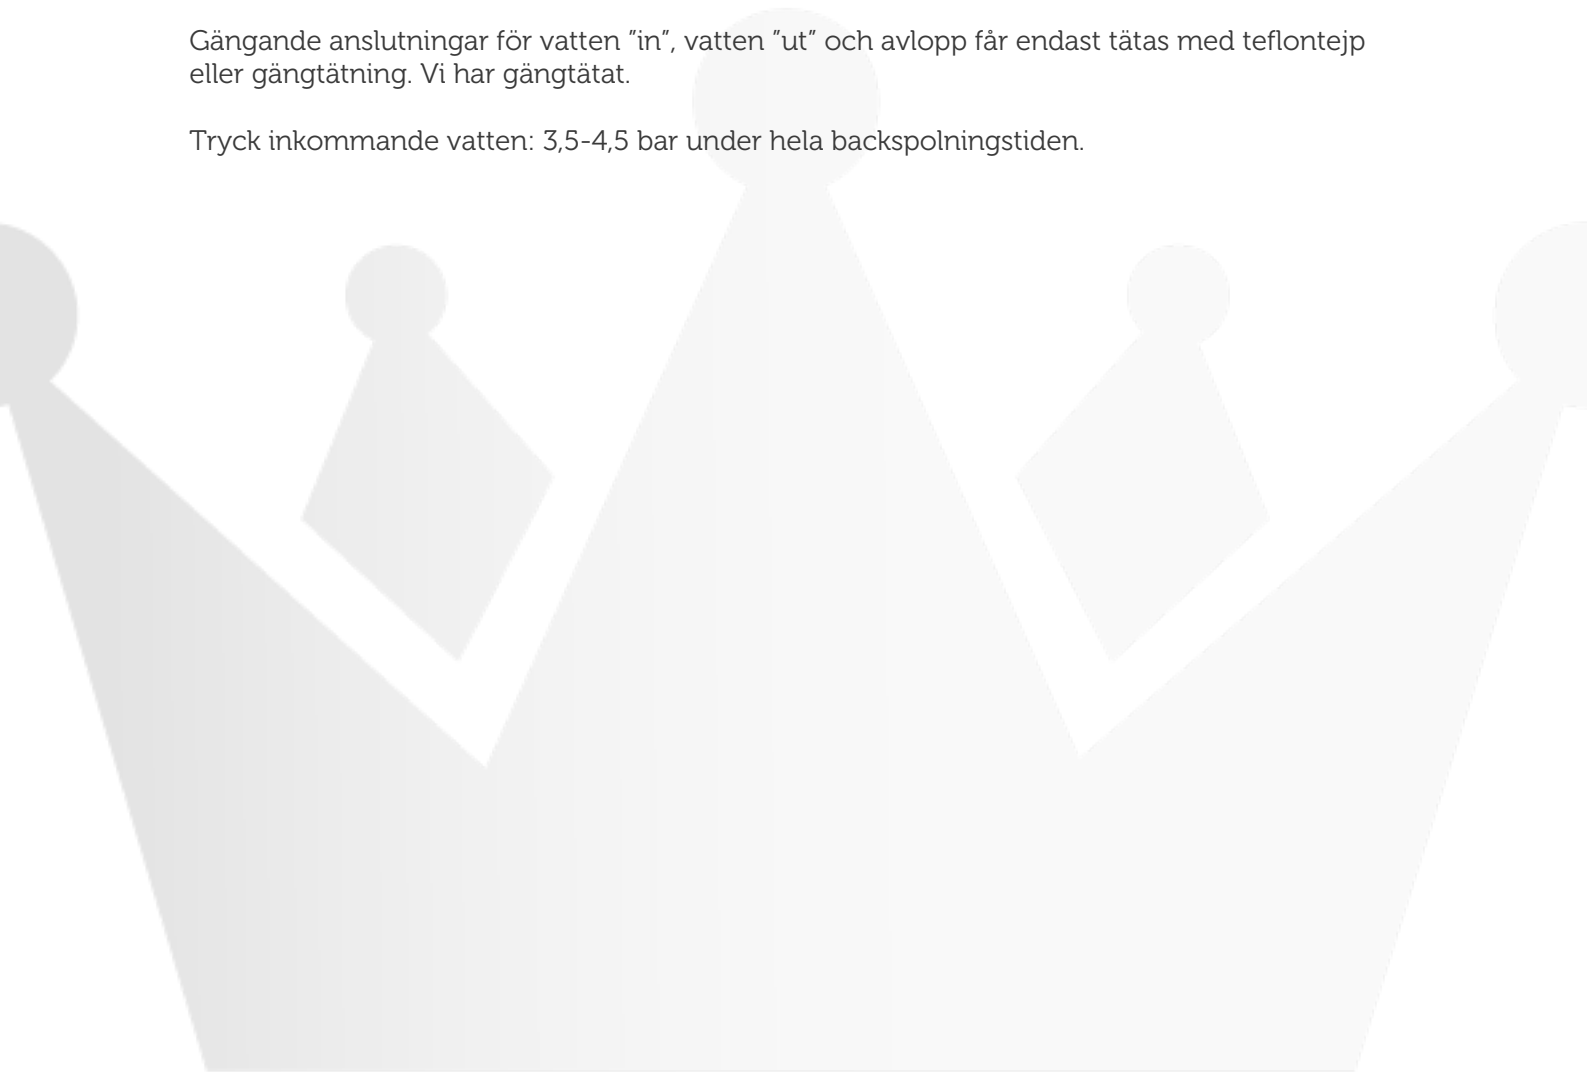 Gängande anslutningar för vatten ”in”, vatten ”ut” och avlopp får endast tätas med teflontejp
eller gängtätning. Vi har gängtätat.
Tryck inkommande vatten: 3,5-4,5 bar under hela backspolningstiden.